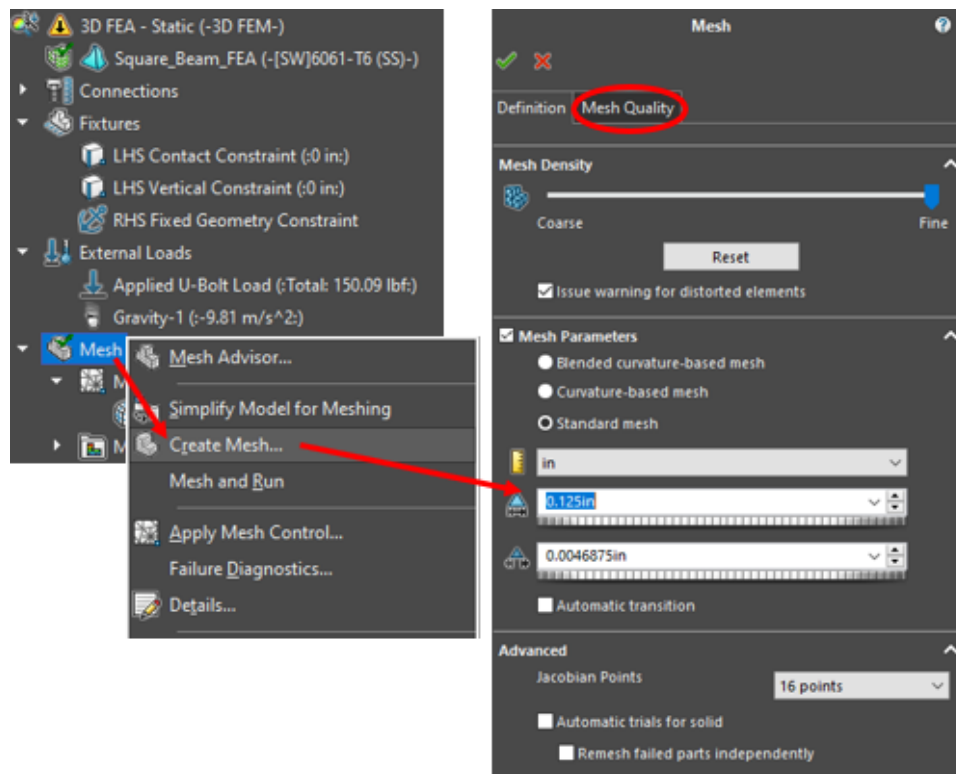 3D FEA - Static (-3D FEM-)
Square_Beam_FEA (-[SW]6061-T6 (SS)-)
Connections
Fixtures
LHS Contact Constraint (:0 in:)
LHS Vertical Constraint (:0 in:)
RHS Fixed Geometry Constraint
External Loads
Applied U-Bolt Load (:Total: 150.09 lbf:)
Gravity-1 (:-9.81 m/s^2:)
Mesh
M
M
Mesh Advisor...
Simplify Model for Meshing
Create Mesh...
Mesh and Run
Apply Mesh Control...
Failure Diagnostics...
Details...
Mesh
?
Definition Mesh Quality
Mesh Density
Coarse Fine
Reset
Issue warning for distorted elements
Mesh Parameters
Blended curvature-based mesh
Curvature-based mesh
Standard mesh
in
0.125in
0.0046875in
Automatic transition
Advanced
Jacobian Points 16 points
Automatic trials for solid
Remesh failed parts independently